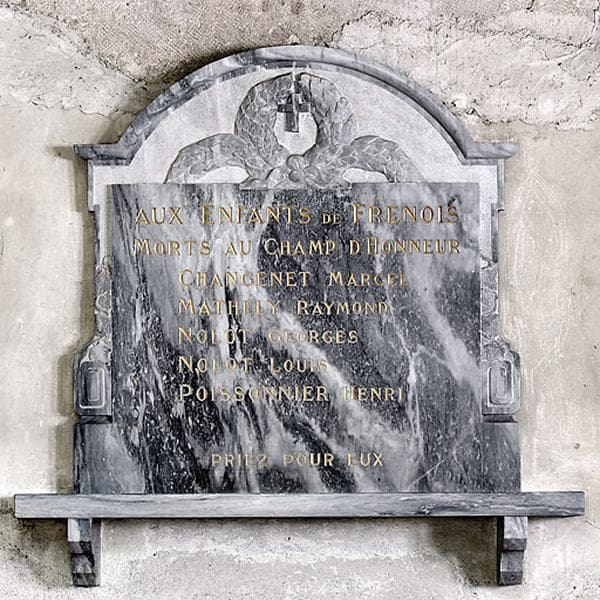 AUX ENFANTS DE FRENOIS
MORTS AU CHAMP D'HONNEUR
CHANGENET MARCEL
MATHELY RAYMOND
NOLOT GEORGES
NOLOT LOUIS
POISSONNIER HENRI
PRIEZ POUR EUX